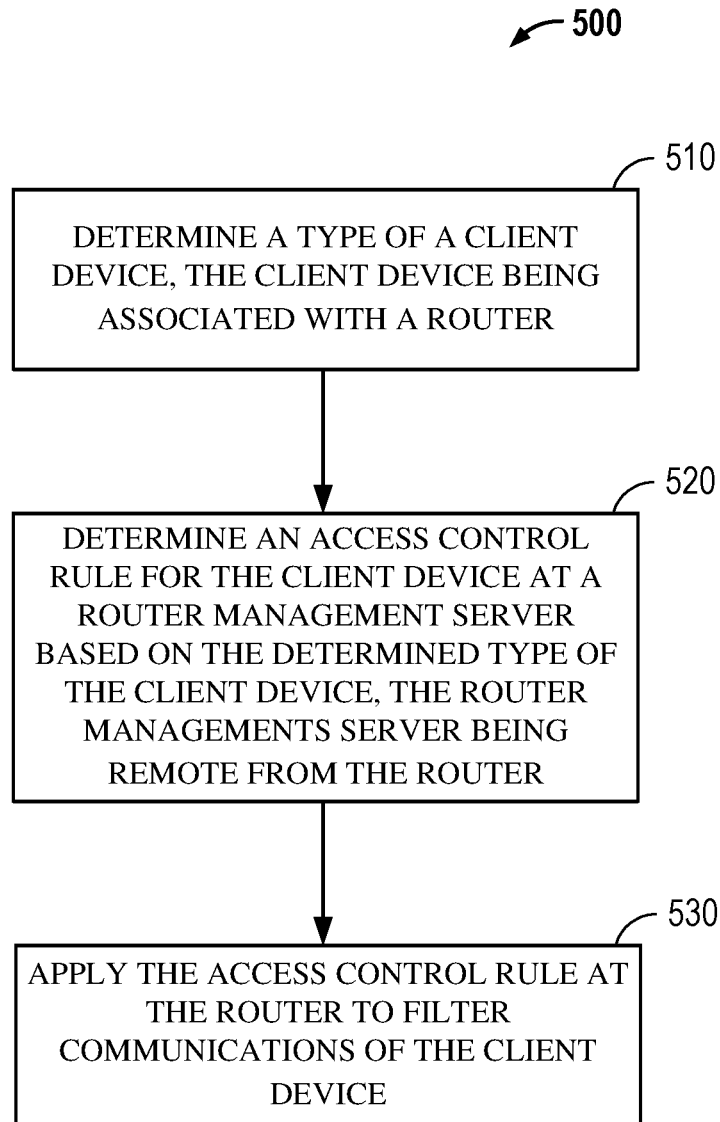 500
510
DETERMINE A TYPE OF A CLIENT
DEVICE, THE CLIENT DEVICE BEING
ASSOCIATED WITH A ROUTER
520
DETERMINE AN ACCESS CONTROL
RULE FOR THE CLIENT DEVICE AT A
ROUTER MANAGEMENT SERVER
BASED ON THE DETERMINED TYPE OF
THE CLIENT DEVICE, THE ROUTER
MANAGEMENTS SERVER BEING
REMOTE FROM THE ROUTER
530
APPLY THE ACCESS CONTROL RULE AT
THE ROUTER TO FILTER
COMMUNICATIONS OF THE CLIENT
DEVICE